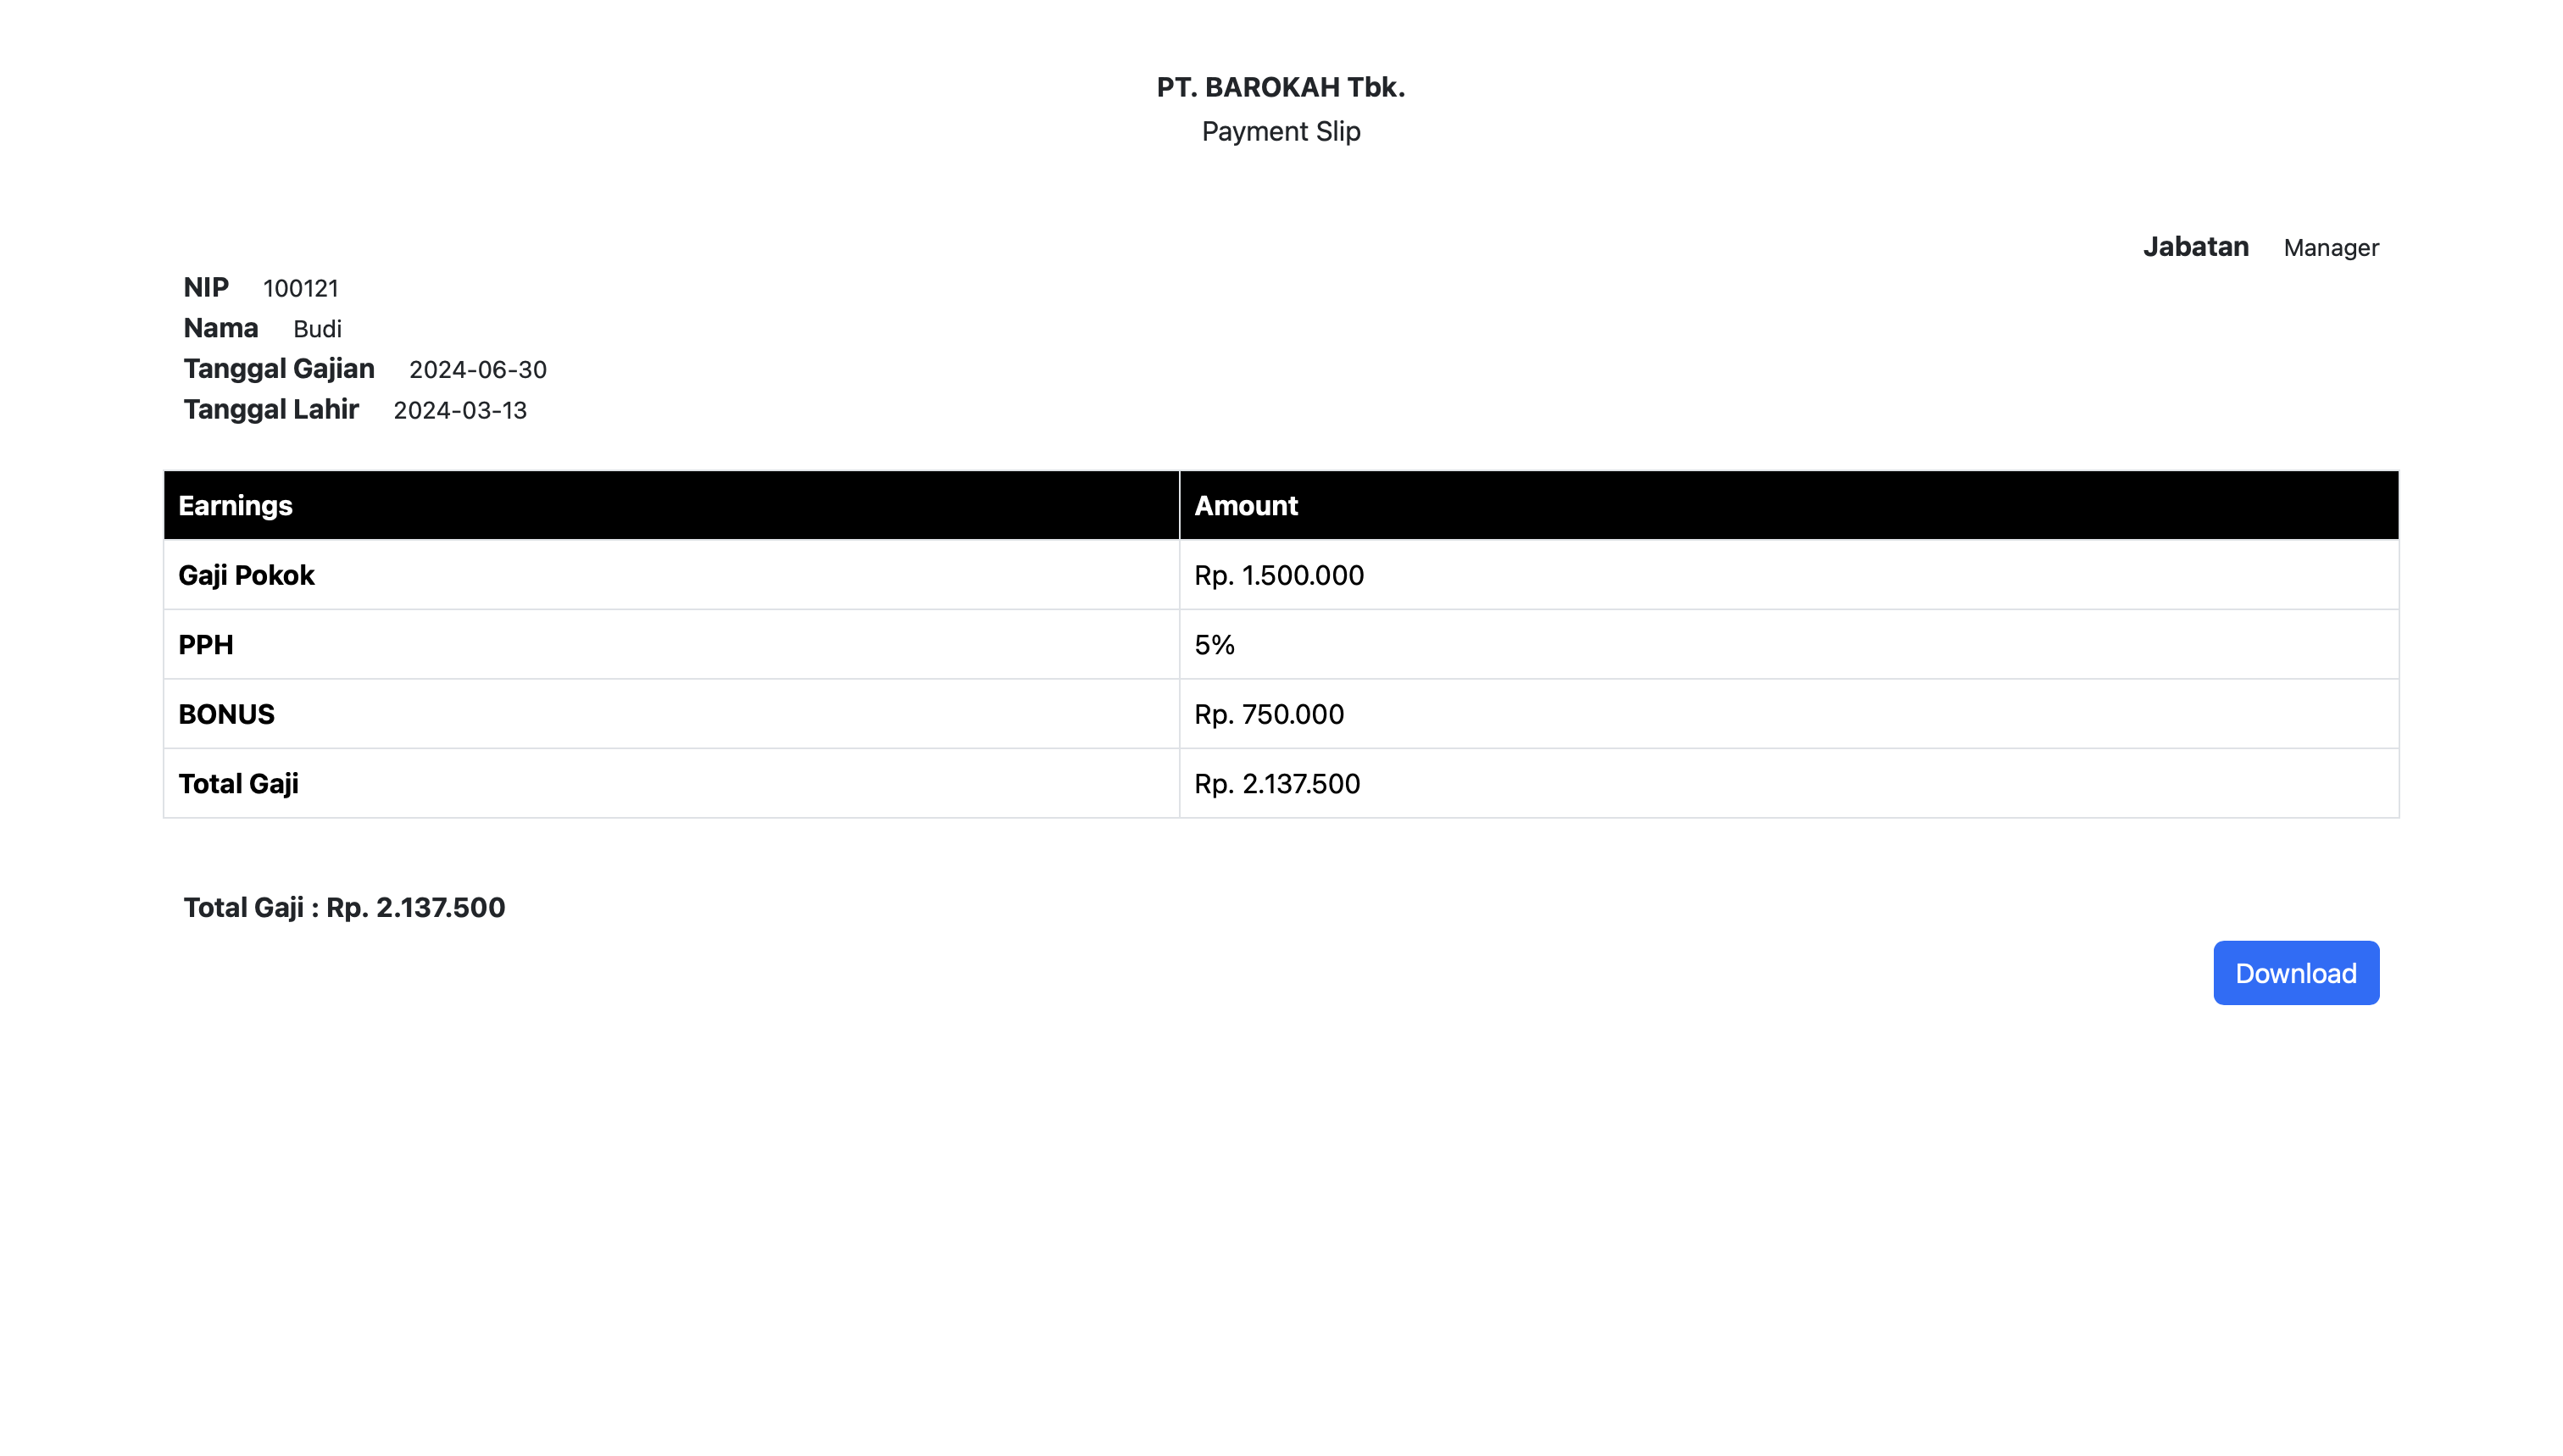 PT. BAROKAH Tbk.
Payment Slip
Jabatan Manager
NIP 100121
Nama Budi
Tanggal Gajian 2024-06-30
Tanggal Lahir 2024-03-13
Earnings Amount
Gaji Pokok Rp. 1.500.000
PPH 5%
BONUS Rp. 750.000
Total Gaji Rp. 2.137.500
Total Gaji : Rp. 2.137.500
Download